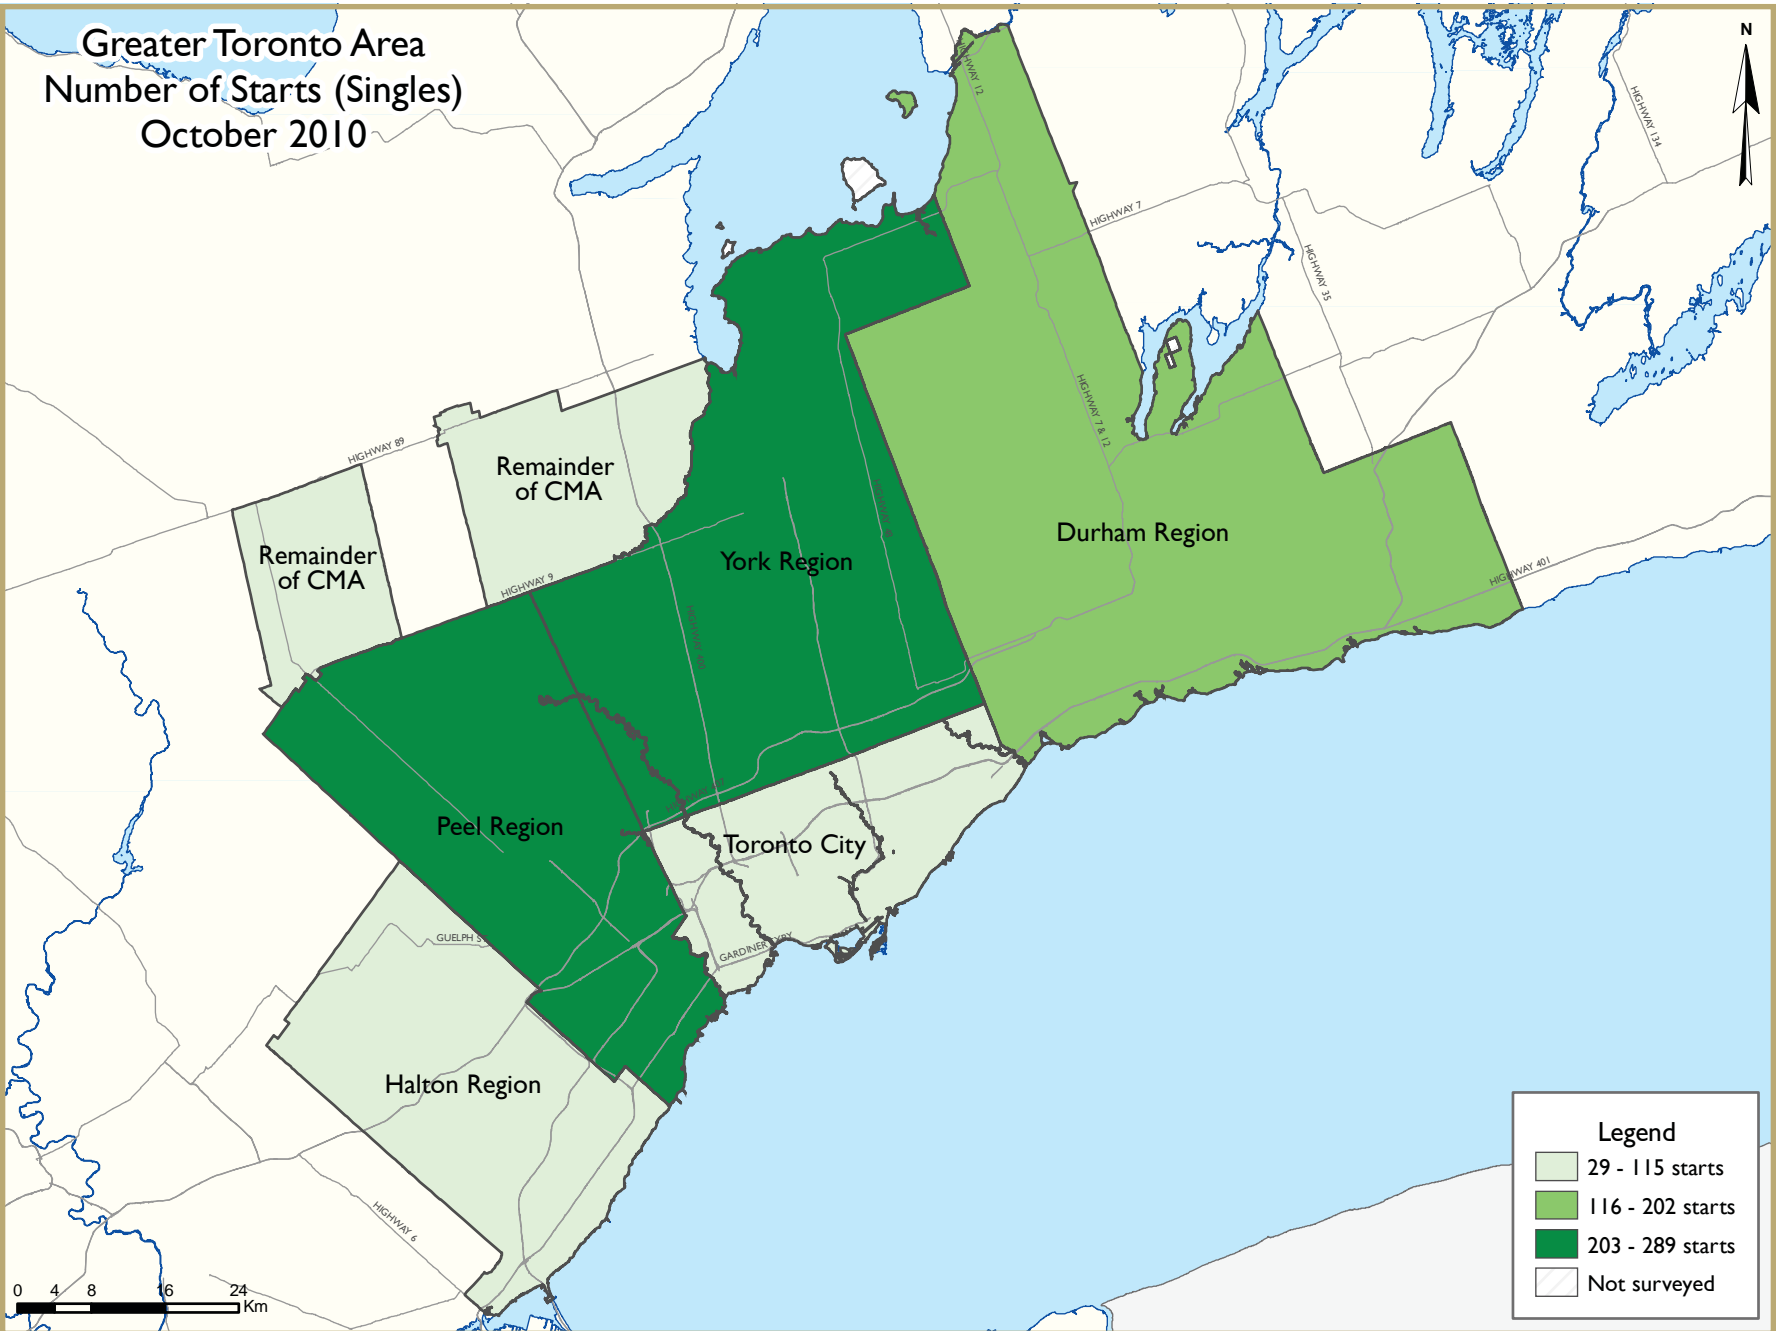 Greater Toronto Area
Number of Starts (Singles)
October 2010
N
HIGHWAY 12
HIGHWAY 134
HIGHWAY 7
HIGHWAY 35
HIGHWAY 7 & 12
HIGHWAY 89
Remainder
of CMA
Remainder
of CMA
HIGHWAY 9
York Region
Durham Region
HIGHWAY 401
Peel Region
Toronto City
GUELPH
GARDINER
Halton Region
HIGHWAY 6
Legend
29 - 115 starts
116 - 202 starts
203 - 289 starts
Not surveyed
0 4 8 16 24
Km